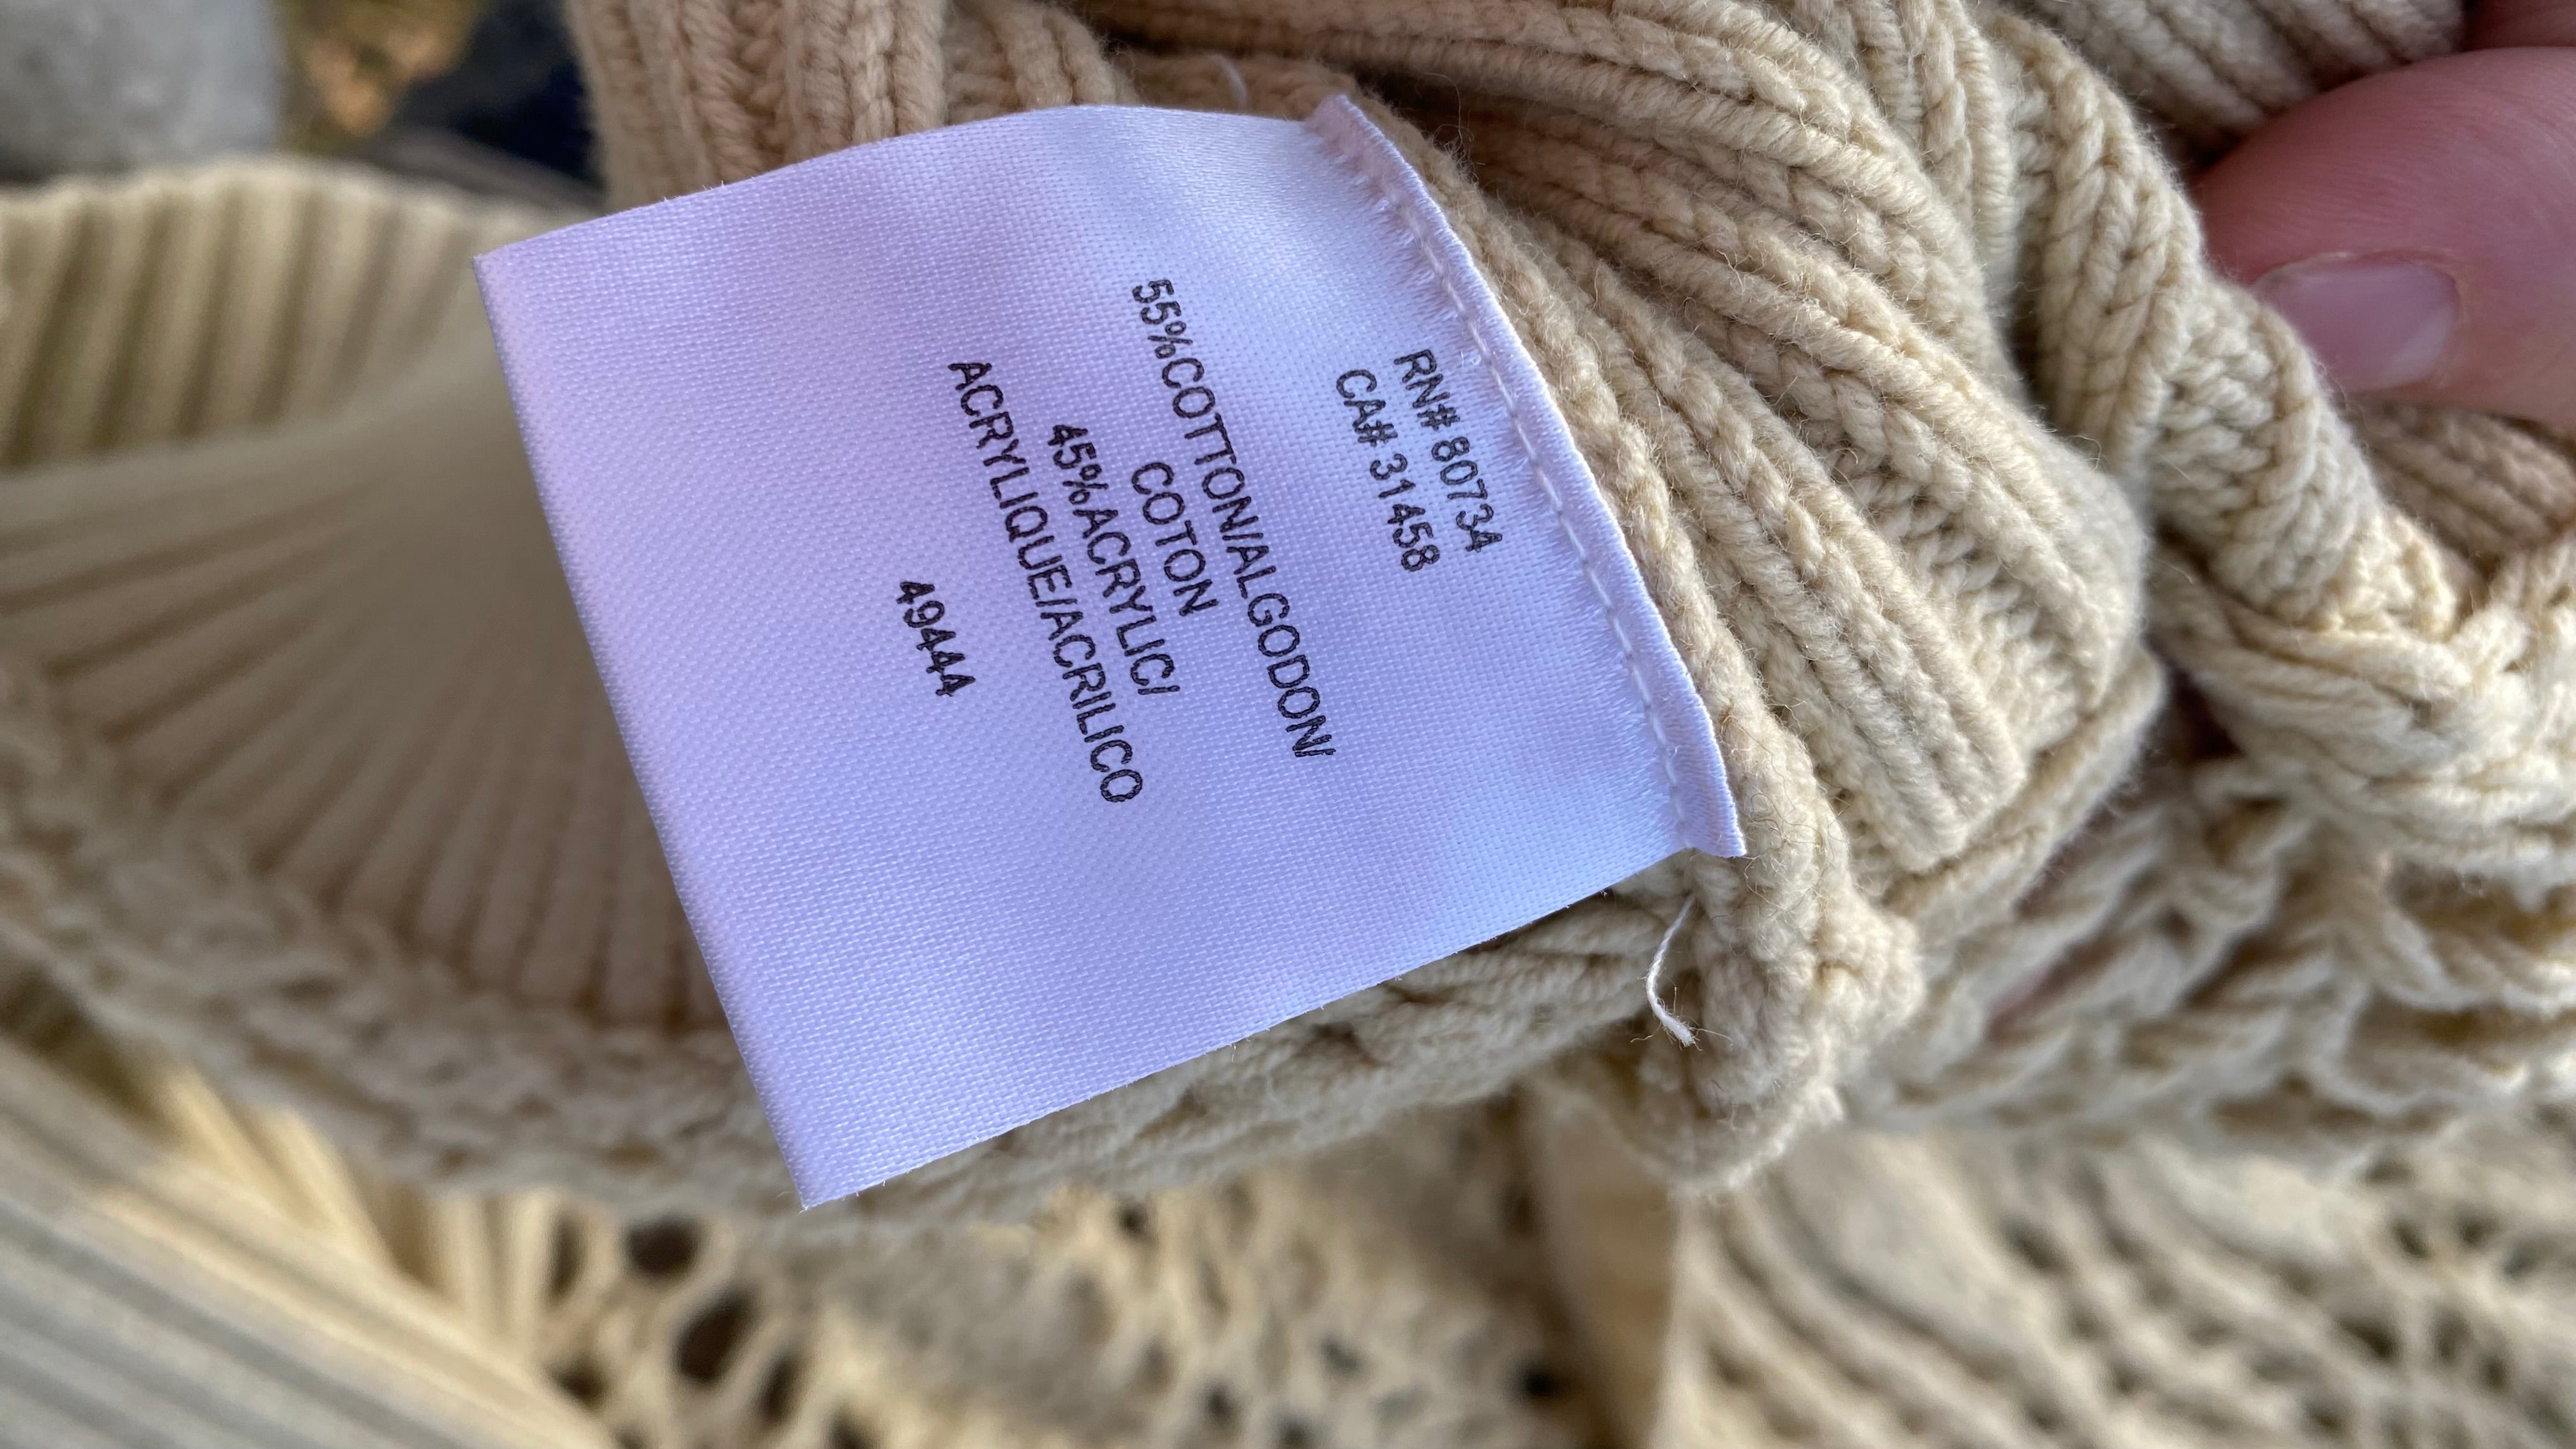 RN# 80734
CA# 31458
55%COTTON/ALGODON/
COTON
45%ACRYLIC/
ACRYLIQUE/ACRILICO
49444